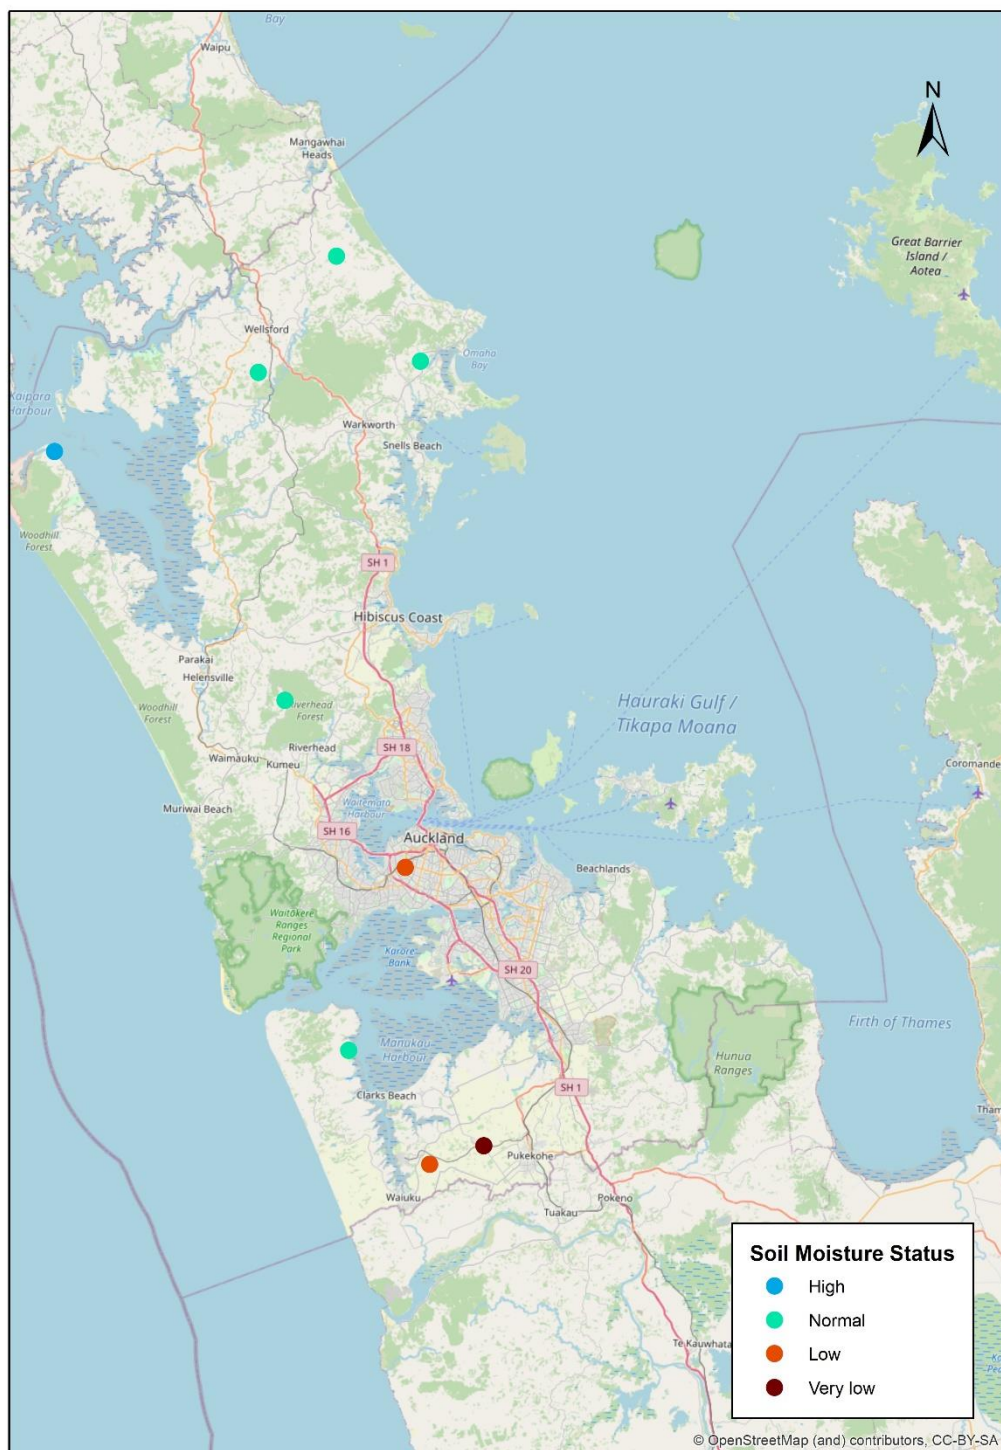 Bay
Waipu
N
Mangawhai
Heads
Great Barrier
Island /
Aotea
Wellsford
Omaha
Bay
Kaipara
Harbour
Warkworth
Snells Beach
Woodhill
Forest
SH 1
Hibiscus Coast
Parakai
Helensville
Hauraki Gulf /
Tīkapa Moana
Woodhill
Forest
Riverhead
Forest
Riverhead
SH 18
Waimauku
Kumeu
Coromande
Muriwai Beach
Waitematā
Harbour
SH 16
Auckland
Beachlands
Waitākere
Ranges
Regional
Park
Karore
Bank
SH 20
Firth of Thames
Manukau
Harbour
Hunua
Ranges
SH 1
Clarks Beach
Tham
Pukekohe
Waiuku
Pokeno
Tuakau
Te Kauwhata
Soil Moisture Status
High
Normal
Low
Very low
© OpenStreetMap (and) contributors, CC-BY-SA